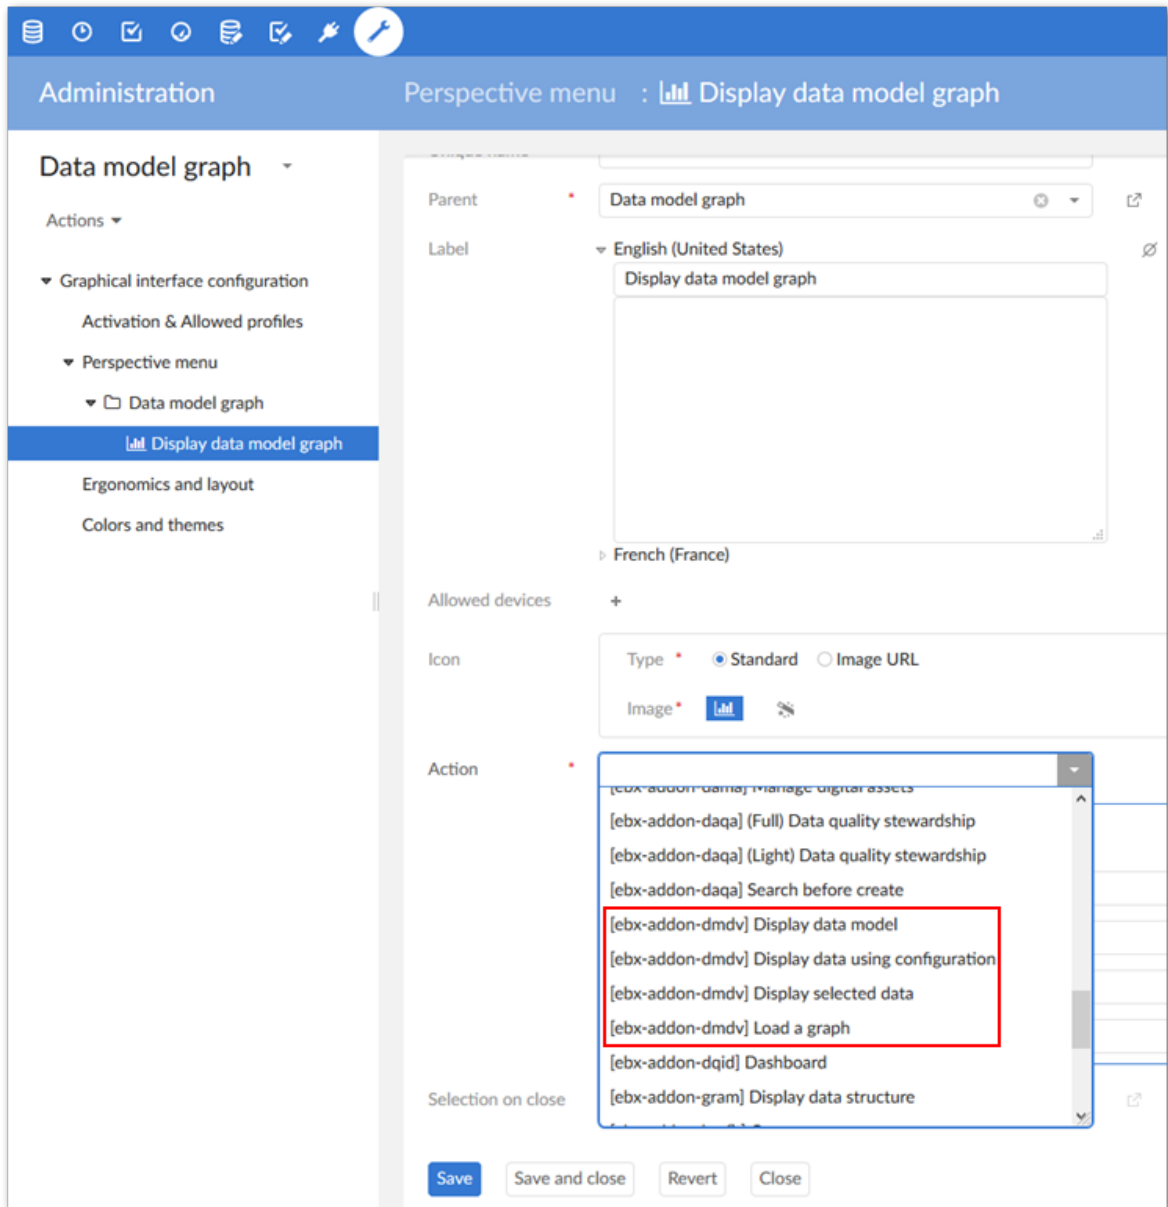 Administration
Perspective menu : Display data model graph
Data model graph
Actions
Graphical interface configuration
Activation & Allowed profiles
Perspective menu
Data model graph
Display data model graph
Ergonomics and layout
Colors and themes
Parent * Data model graph
Label English (United States)
Display data model graph
French (France)
Allowed devices +
Icon Type * Standard Image URL
Image *
Action *
[ebx-addon-dama] Manage digital assets
[ebx-addon-daqa] (Full) Data quality stewardship
[ebx-addon-daqa] (Light) Data quality stewardship
[ebx-addon-daqa] Search before create
[ebx-addon-dmdv] Display data model
[ebx-addon-dmdv] Display data using configuration
[ebx-addon-dmdv] Display selected data
[ebx-addon-dmdv] Load a graph
[ebx-addon-dqid] Dashboard
[ebx-addon-gram] Display data structure
Selection on close
Save Save and close Revert Close